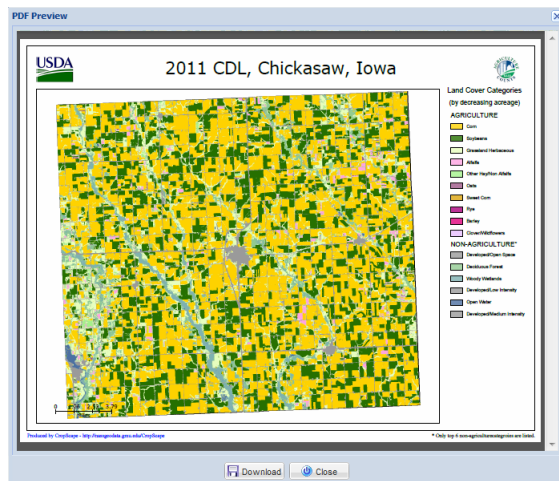 PDF Preview
USDA
2011 CDL, Chickasaw, Iowa
Land Cover Categories
(by decreasing acreage)
AGRICULTURE
Corn
Soybeans
Grassland Herbaceous
Alfalfa
Other Hay/Non Alfalfa
Oats
Sweet Corn
Rye
Barley
Clover/Wildflowers
NON-AGRICULTURE*
Developed/Open Space
Deciduous Forest
Woody Wetlands
Developed/Low Intensity
Open Water
Developed/Medium Intensity
0
Produced by CropScape - http://nassgeodata.gmu.edu/CropScape
* Only top 6 non-agriculture categories are listed.
Download
Close